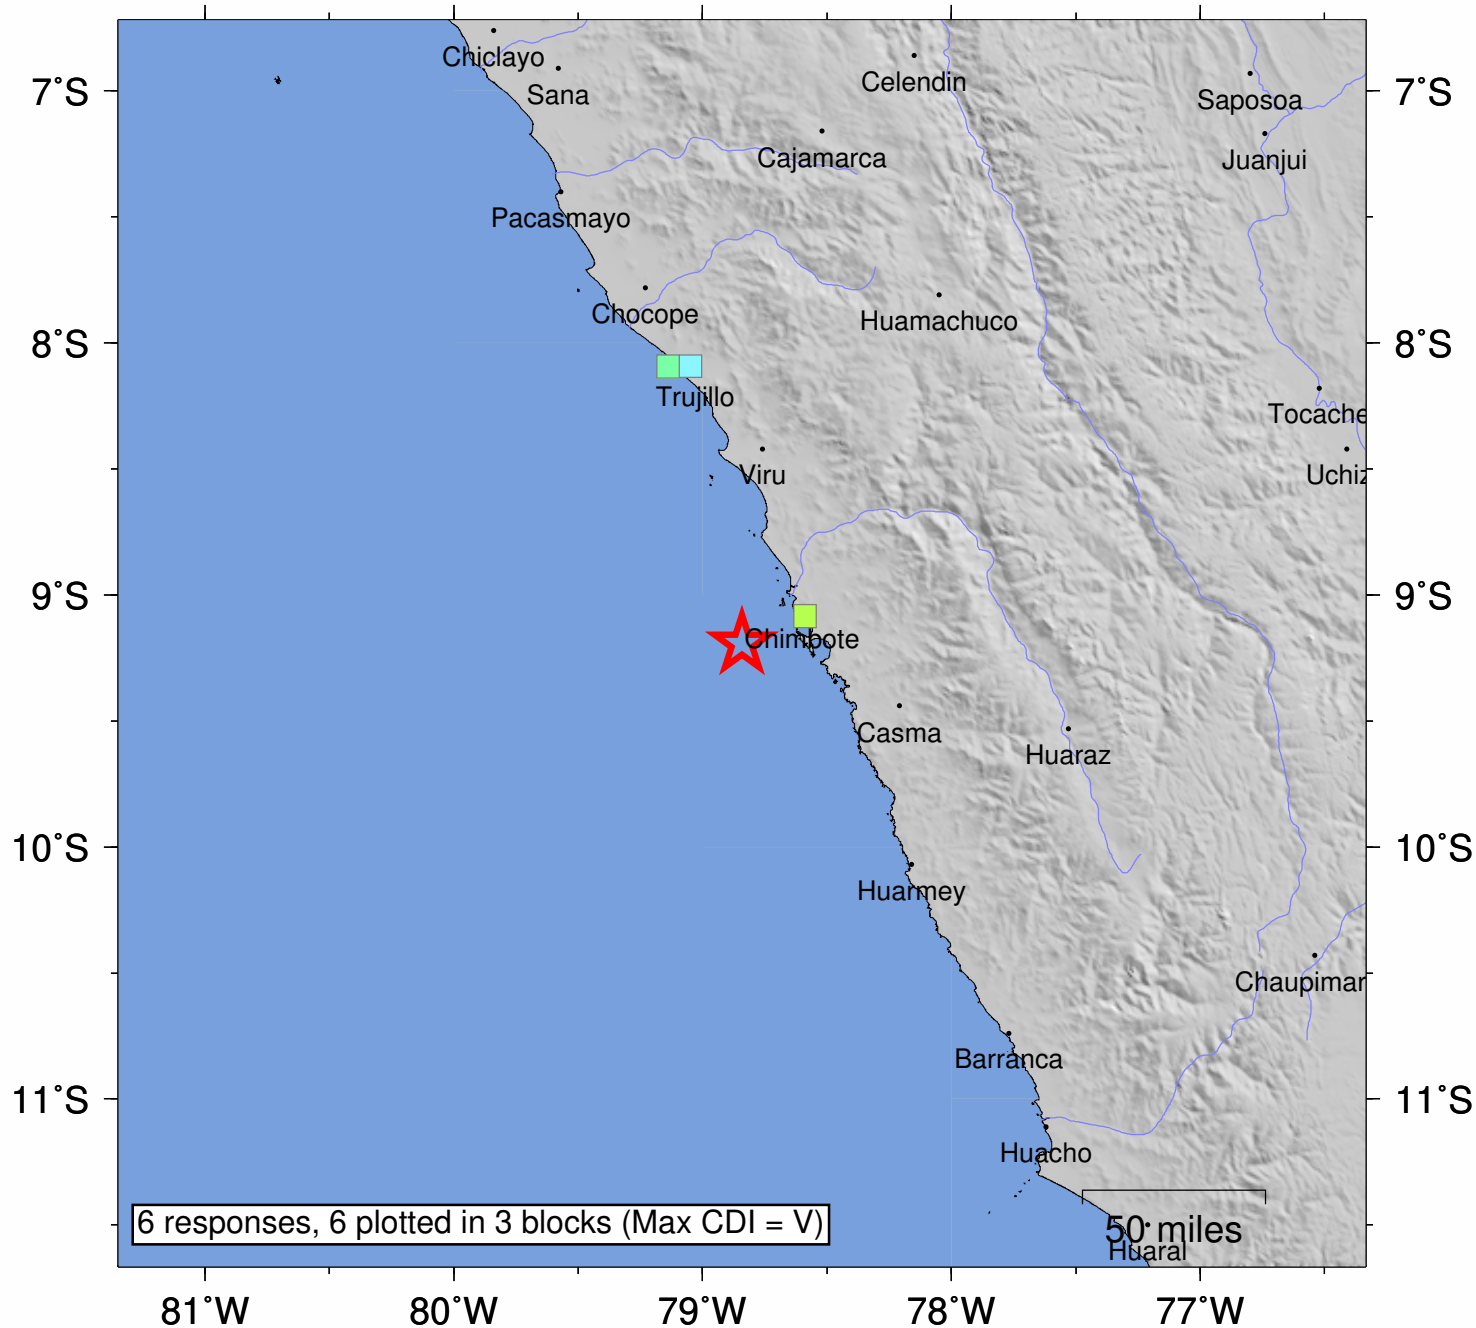 Chiclayo
Celendin
7°S
7°S
Sana
Saposoa
Cajamarca
Juanjui
Pacasmayo
Chocope
Huamachuco
8°S
8°S
Trujillo
Tocache
Viru
Uchiz
9°S
9°S
Chimbote
Casma
Huaraz
10°S
10°S
Huarmey
Chaupimar
Barranca
11°S
11°S
Huacho
6 responses, 6 plotted in 3 blocks (Max CDI = V)
50 miles
Huaral
81°W
80°W
79°W
78°W
77°W